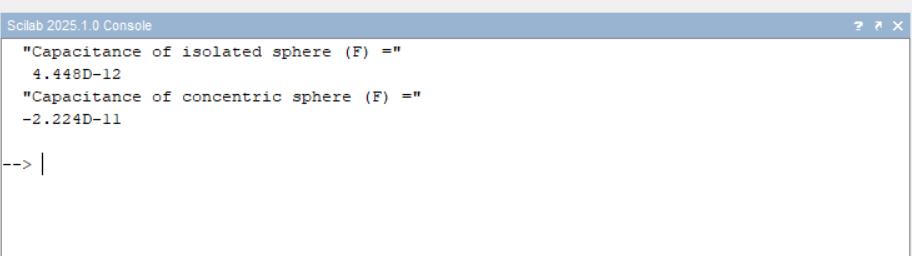 Scilab 2025.1.0 Console ? ↗ ✕
"Capacitance of isolated sphere (F) ="
4.448D-12
"Capacitance of concentric sphere (F) ="
-2.224D-11
-->